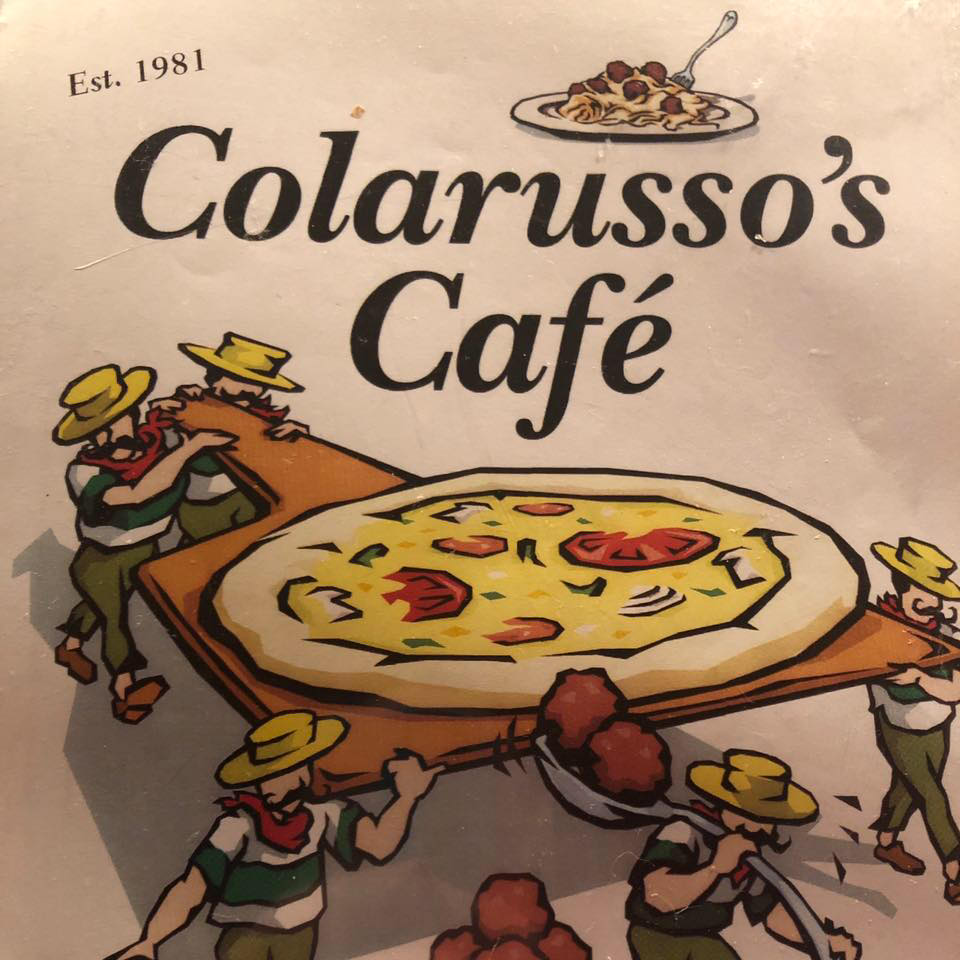 Est. 1981
Colarusso's
Café